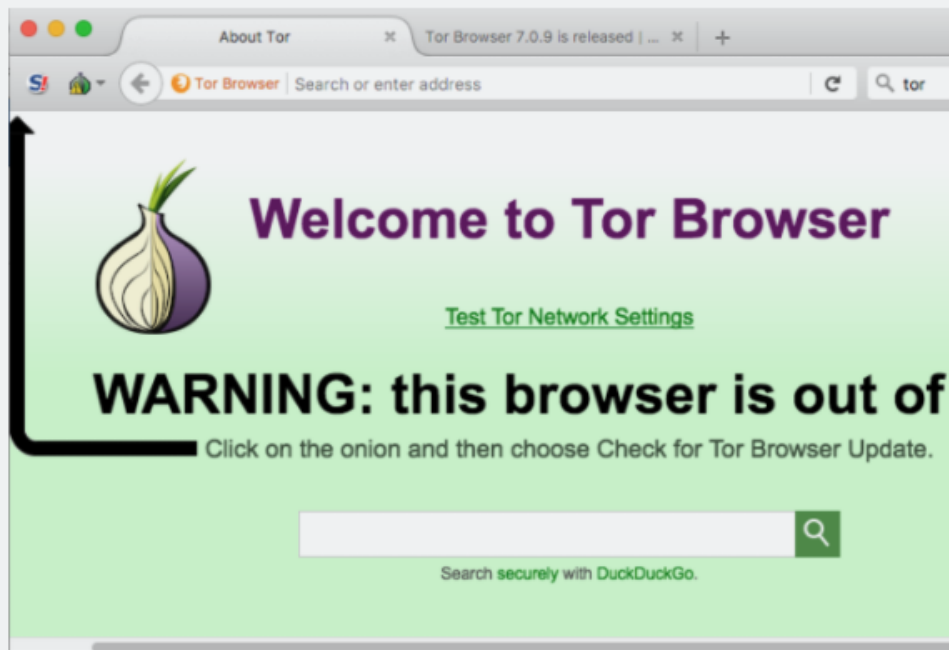 About Tor
Tor Browser 7.0.9 is released | ...
S!
Tor Browser Search or enter address
tor
Welcome to Tor Browser
Test Tor Network Settings
WARNING: this browser is out of
Click on the onion and then choose Check for Tor Browser Update.
Search securely with DuckDuckGo.